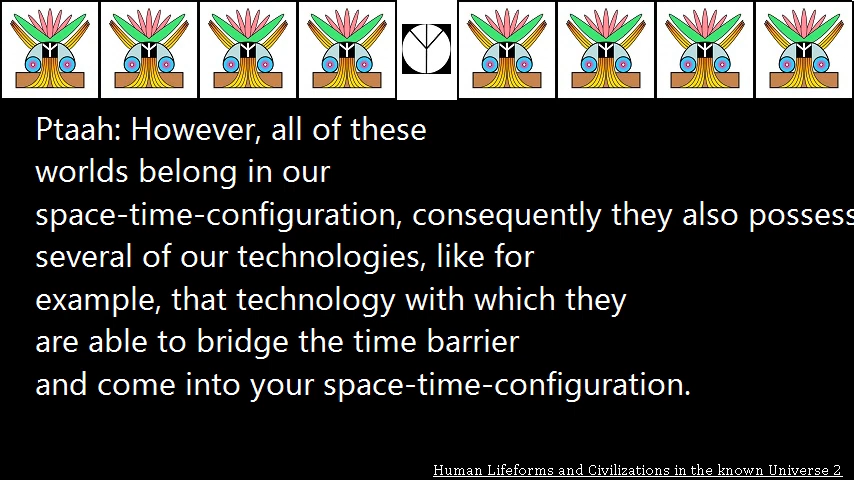 Ptaah: However, all of these
worlds belong in our
space-time-configuration, consequently they also possess
several of our technologies, like for
example, that technology with which they
are able to bridge the time barrier
and come into your space-time-configuration.
Human Lifeforms and Civilizations in the known Universe 2